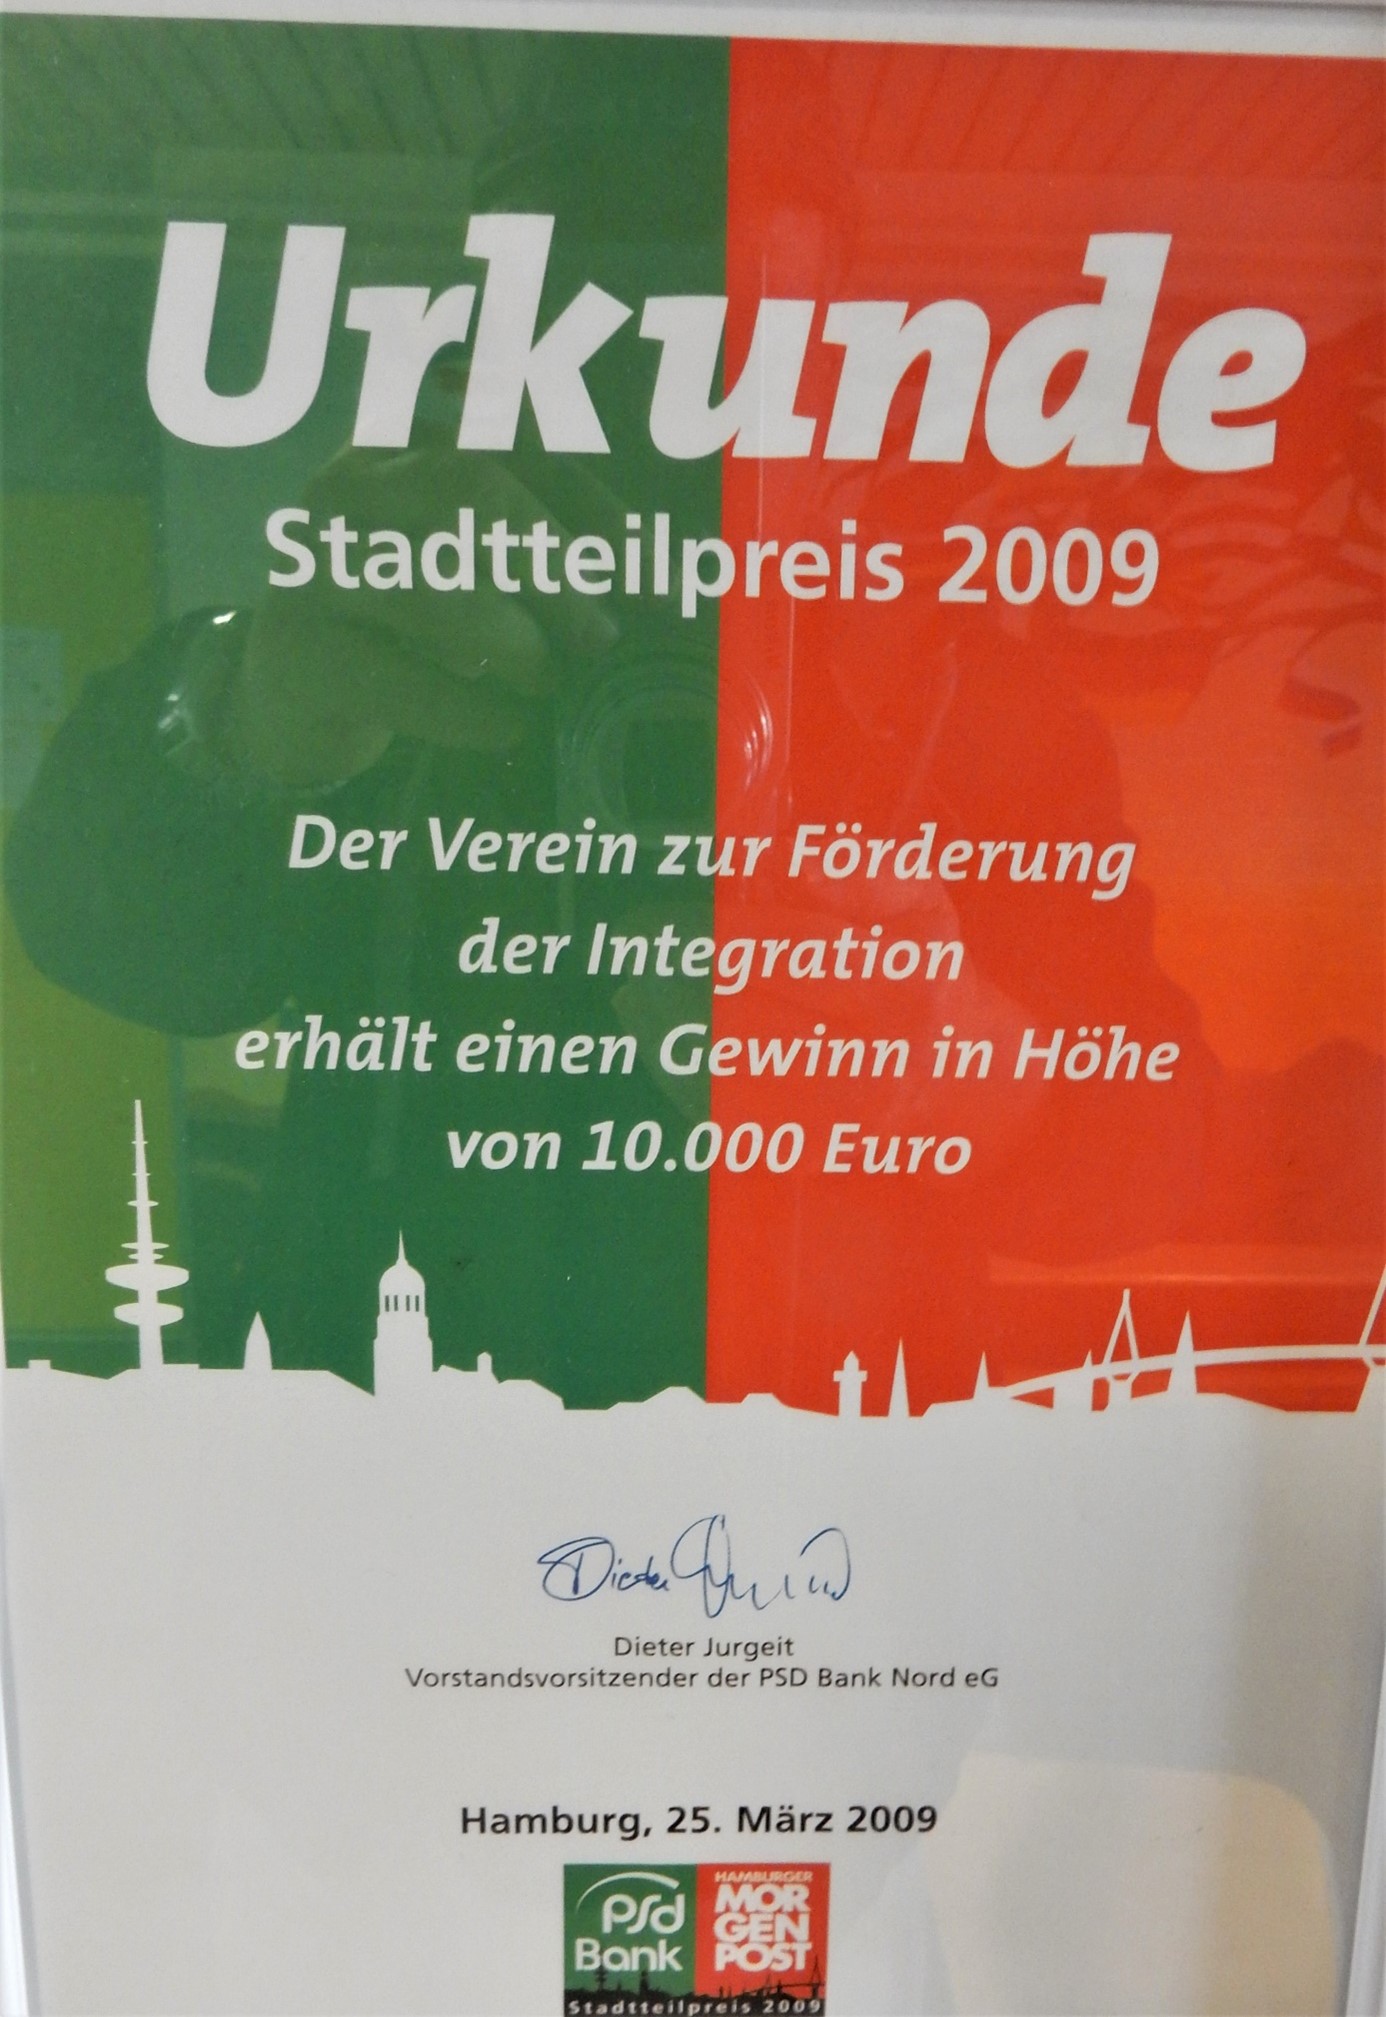 Urkunde
Stadtteilpreis 2009
Der Verein zur Förderung
der Integration
erhält einen Gewinn in Höhe
von 10.000 Euro
Dieter
Dieter Jurgeit
Vorstandsvorsitzender der PSD Bank Nord eG
Hamburg, 25. März 2009
PSd
Bank
HAMBURGER
MOR
GEN
POST
Stadtteilpreis 2009